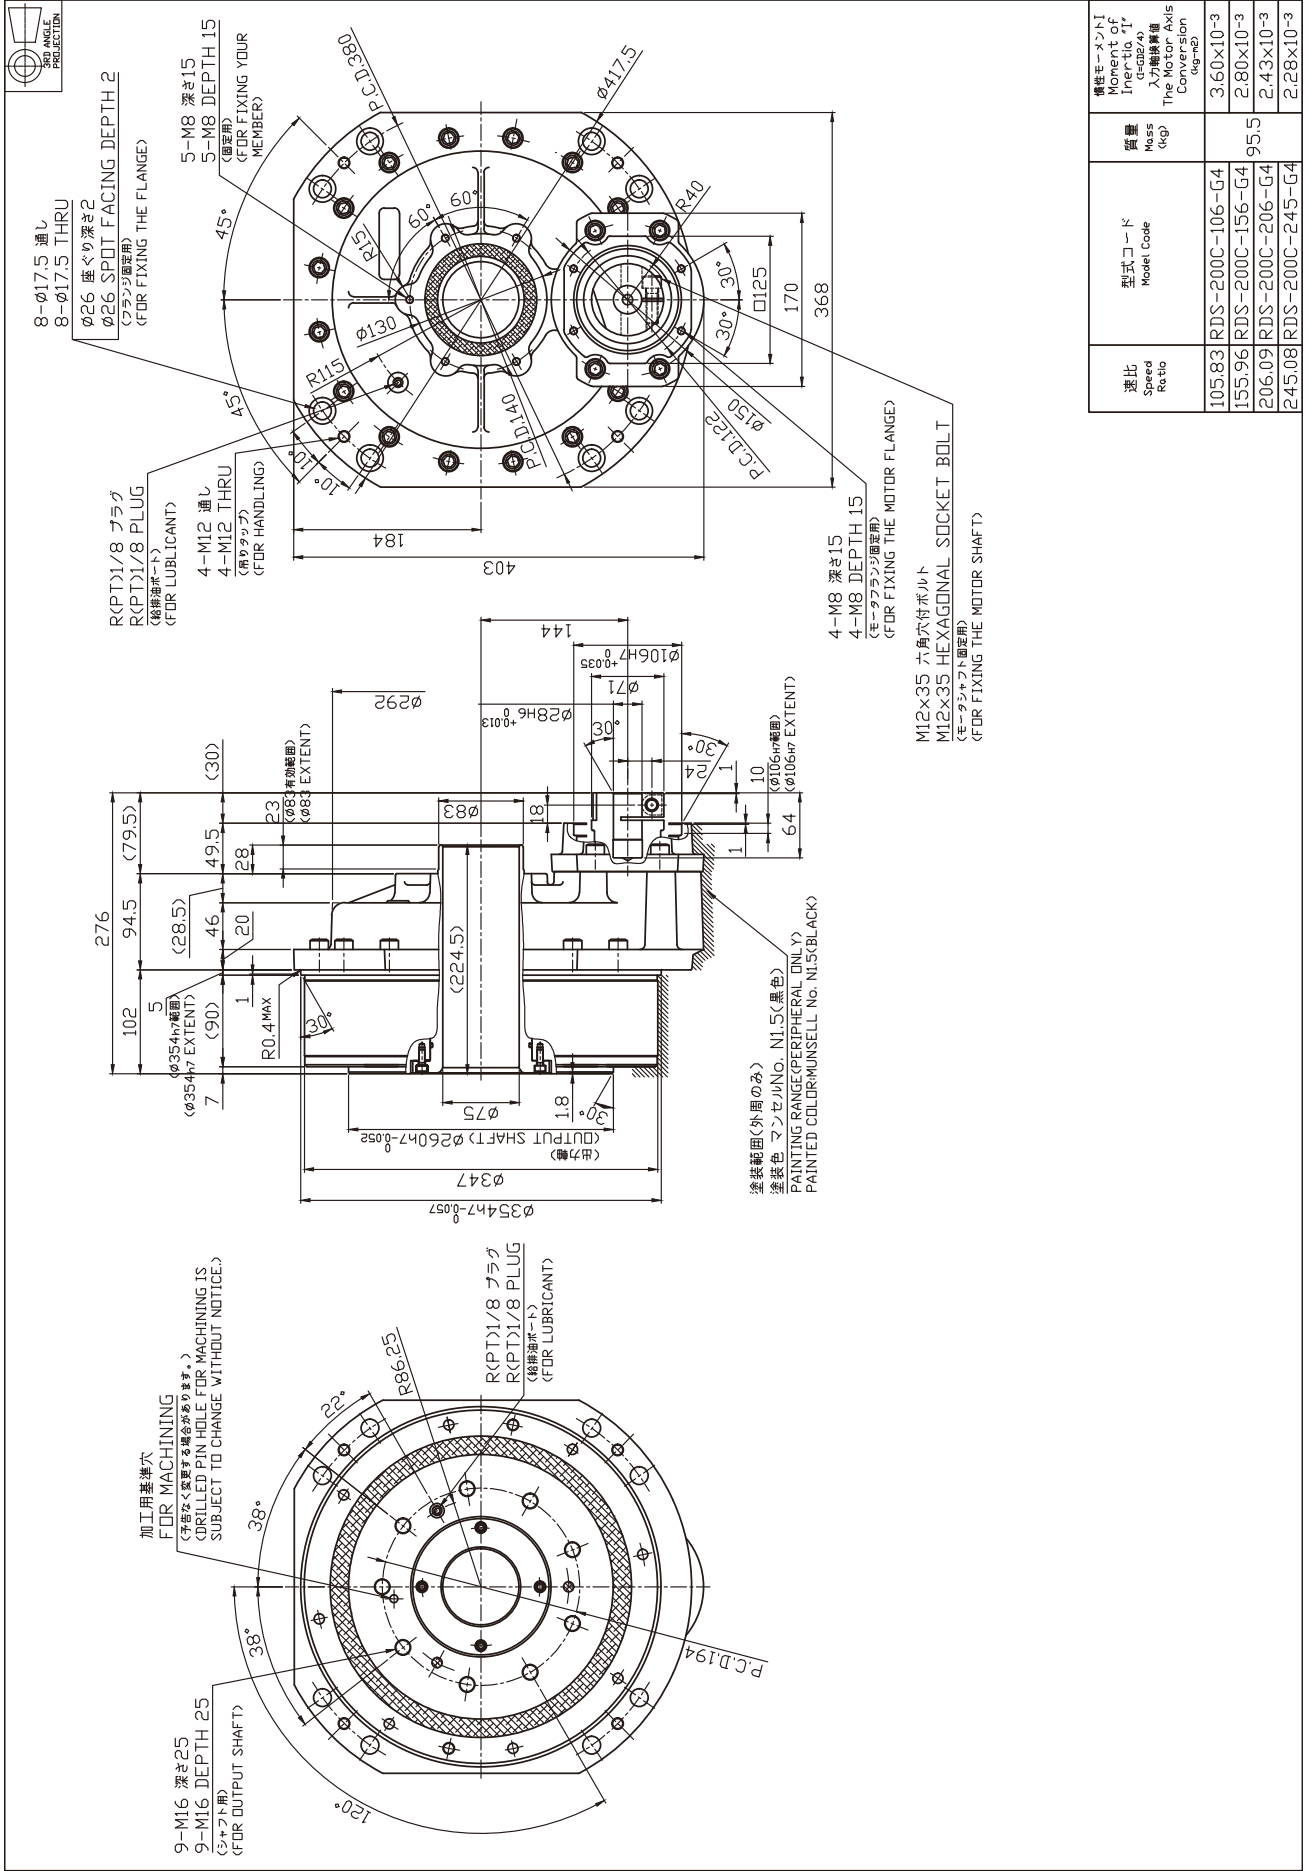 3RD ANGLE
PROJECTION
9-M16 深さ25
9-M16 DEPTH 25
(シャフト用)
(FOR OUTPUT SHAFT)
加工用基準穴
FOR MACHINING
(予告なく変更する場合があります。)
(DRILLED PIN HOLE FOR MACHINING IS
SUBJECT TO CHANGE WITHOUT NOTICE.)
38°
38°
22°
120°
R86.25
P.C.D.194
R(PT)1/8 プラグ
R(PT)1/8 PLUG
(給排油ポート)
(FOR LUBRICANT)
276
102
94.5
(79.5)
5
(Ø354h7範囲)
(Ø354h7 EXTENT)
(28.5)
7
(90)
46
49.5
(30)
1
20
28
23
(Ø83有効範囲)
(Ø83 EXTENT)
R0.4MAX
30°
(224.5)
Ø292
Ø83
18
Ø75
1.8
30°
(出力軸)
(OUTPUT SHAFT) Ø260h7 0 -0.052
Ø347
Ø354h7 0 -0.057
144
Ø106H7 +0.035 0
Ø71
Ø28H6 +0.013 0
30°
30°
24
1
1
10
(Ø106H7範囲)
(Ø106H7 EXTENT)
64
塗装範囲(外周のみ)
塗装色 マンセルNo. N1.5(黒色)
PAINTING RANGE(PERIPHERAL ONLY)
PAINTED COLOR:MUNSELL No. N1.5(BLACK)
8-Ø17.5 通し
8-Ø17.5 THRU
Ø26 座ぐり深さ2
Ø26 SPOT FACING DEPTH 2
(フランジ固定用)
(FOR FIXING THE FLANGE)
R(PT)1/8 プラグ
R(PT)1/8 PLUG
(給排油ポート)
(FOR LUBLICANT)
4-M12 通し
4-M12 THRU
(吊りタップ)
(FOR HANDLING)
5-M8 深さ15
5-M8 DEPTH 15
(固定用)
(FOR FIXING YOUR
MEMBER)
45°
45°
10°
10°
P.C.D.380
Ø417.5
60°
60°
R15
R115
Ø130
P.C.D.140
R40
30°
30°
P.C.D.122
Ø150
□125
170
368
184
403
4-M8 深さ15
4-M8 DEPTH 15
(モータフランジ固定用)
(FOR FIXING THE MOTOR FLANGE)
M12x35 六角穴付ボルト
M12x35 HEXAGONAL SOCKET BOLT
(モータシャフト固定用)
(FOR FIXING THE MOTOR SHAFT)
速比
Speed
Ratio
型式コード
Model Code
質量
Mass
(kg)
慣性モーメントI
Moment of
Inertia "I"
(I=GD2/4)
入力軸換算値
The Motor Axis
Conversion
(kg-m2)
105.83 RDS-200C-106-G4 95.5 3.60x10-3
155.96 RDS-200C-156-G4 2.80x10-3
206.09 RDS-200C-206-G4 2.43x10-3
245.08 RDS-200C-245-G4 2.28x10-3